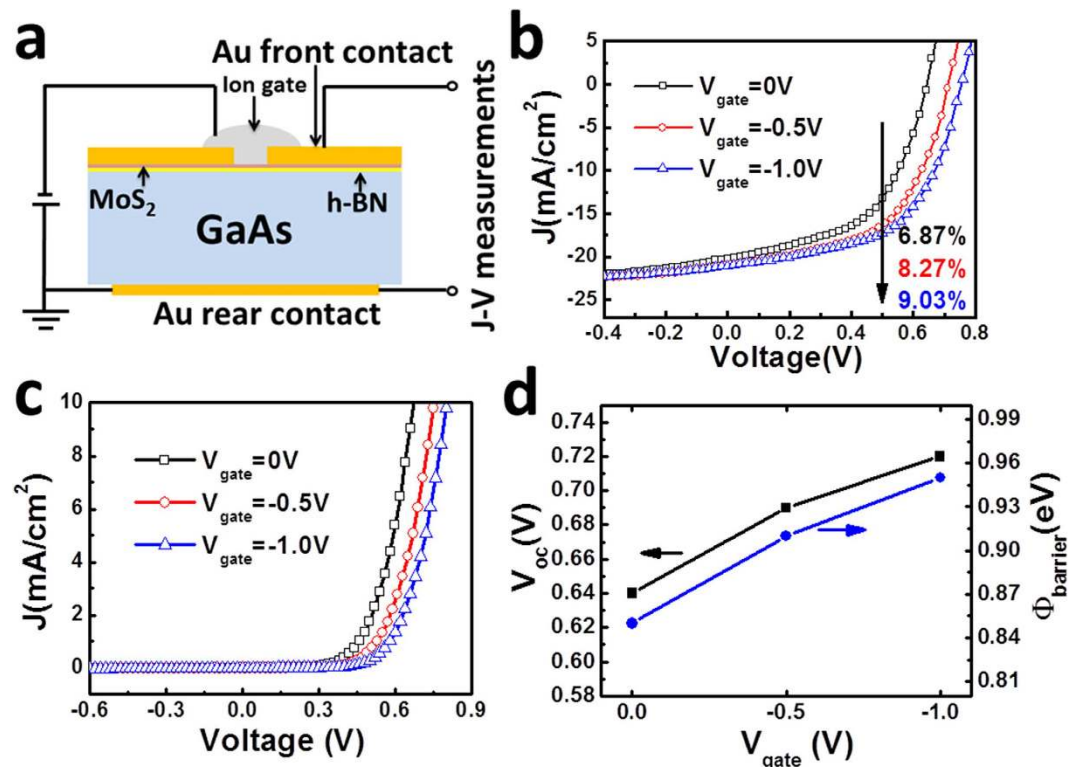 a
Au front contact
Ion gate
MoS2
h-BN
GaAs
Au rear contact
J-V measurements
b
J(mA/cm²)
5
0
-5
-10
-15
-20
-25
Vgate=0V
Vgate=-0.5V
Vgate=-1.0V
6.87%
8.27%
9.03%
-0.4 -0.2 0.0 0.2 0.4 0.6 0.8
Voltage(V)
c
J(mA/cm²)
10
8
6
4
2
0
Vgate=0V
Vgate=-0.5V
Vgate=-1.0V
-0.6 -0.3 0.0 0.3 0.6 0.9
Voltage (V)
d
Voc(V)
0.74
0.72
0.70
0.68
0.66
0.64
0.62
0.60
0.58
0.99
0.96
0.93
0.90
0.87
0.84
0.81
Φbarrier(eV)
0.0 -0.5 -1.0
Vgate (V)